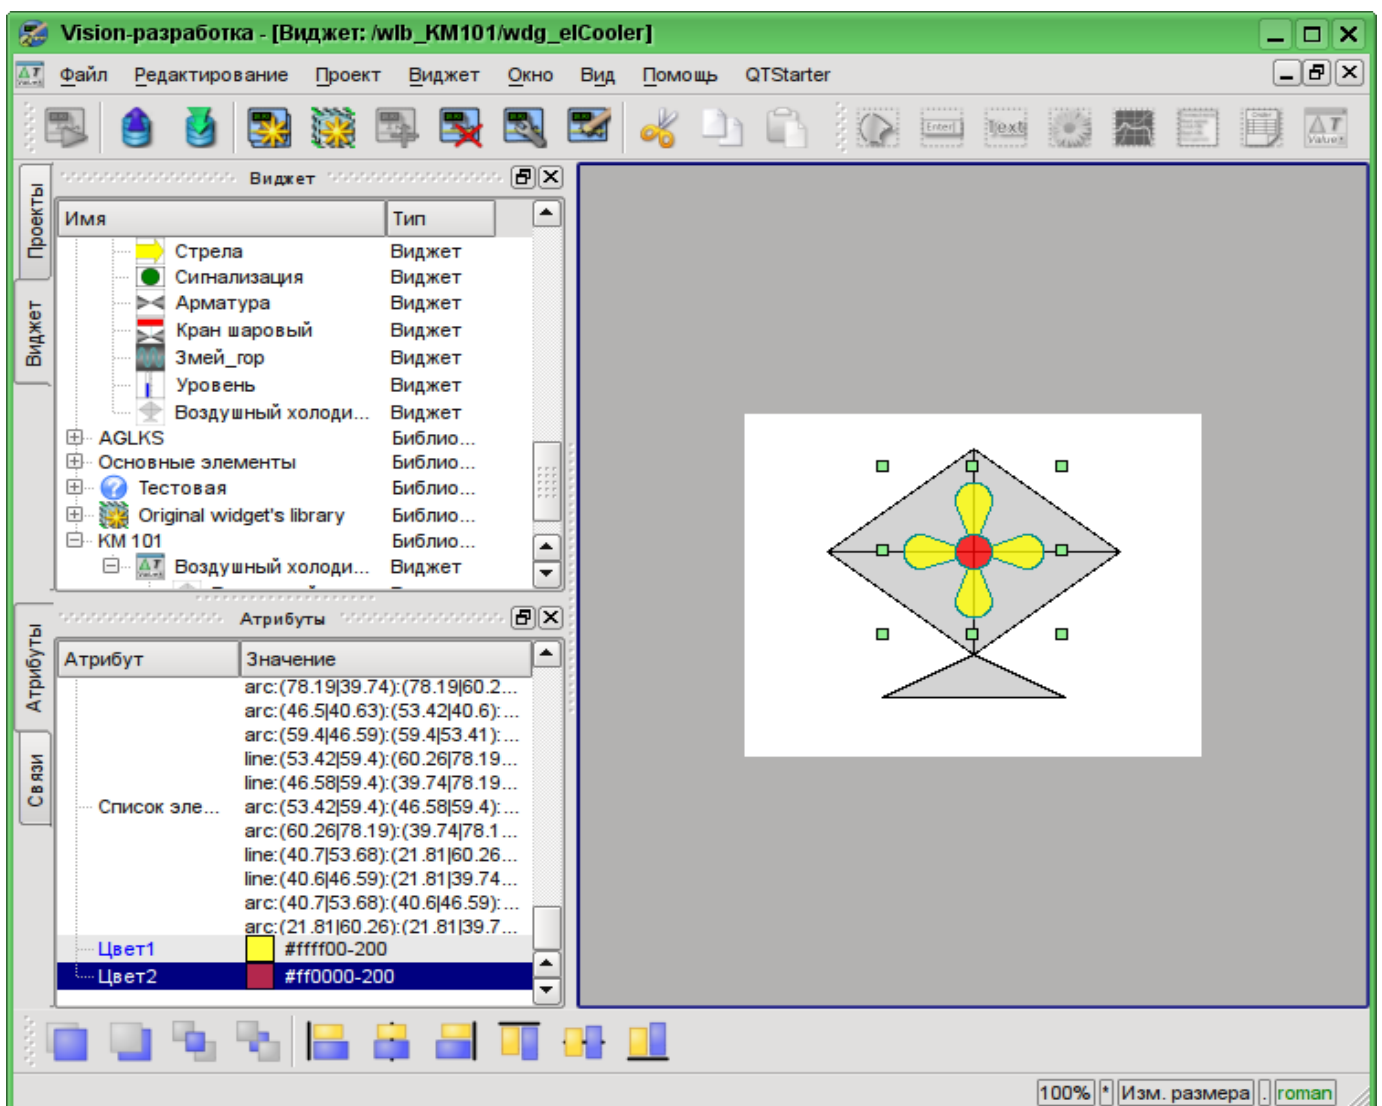 Vision-разработка - [Виджет: /wlb_KM101/wdg_elCooler]
Файл Редактирование Проект Виджет Окно Вид Помощь QTStarter
Enter Text
Проекты
Виджет
Виджет
Имя Тип
Стрела Виджет
Сигнализация Виджет
Арматура Виджет
Кран шаровый Виджет
Змей_гор Виджет
Уровень Виджет
Воздушный холоди... Виджет
AGLKS Библио...
Основные элементы Библио...
Тестовая Библио...
Original widget's library Библио...
КМ 101 Библио...
Воздушный холоди... Виджет
Атрибуты
Связи
Атрибуты
Атрибут Значение
arc:(78.19|39.74):(78.19|60.2...
arc:(46.5|40.63):(53.42|40.6):...
arc:(59.4|46.59):(59.4|53.41):...
line:(53.42|59.4):(60.26|78.19...
line:(46.58|59.4):(39.74|78.19...
Список эле... arc:(53.42|59.4):(46.58|59.4):...
arc:(60.26|78.19):(39.74|78.1...
line:(40.7|53.68):(21.81|60.26...
line:(40.6|46.59):(21.81|39.74...
arc:(40.7|53.68):(40.6|46.59):...
arc:(21.81|60.26):(21.81|39.7...
Цвет1 #ffff00-200
Цвет2 #ff0000-200
100% * Изм. размера . roman